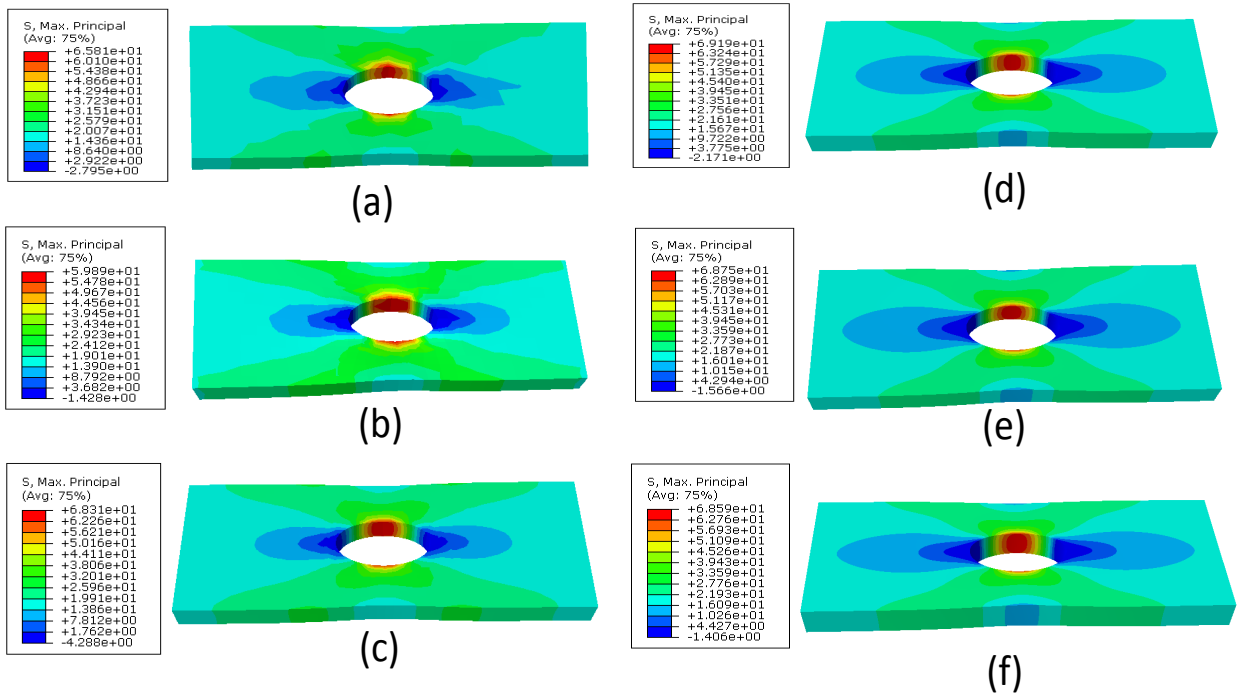 S, Max. Principal
(Avg: 75%)
+6.581e+01
+6.010e+01
+5.438e+01
+4.866e+01
+4.294e+01
+3.723e+01
+3.151e+01
+2.579e+01
+2.007e+01
+1.436e+01
+8.640e+00
+2.922e+00
-2.795e+00
(a)
S, Max. Principal
(Avg: 75%)
+5.989e+01
+5.478e+01
+4.967e+01
+4.456e+01
+3.945e+01
+3.434e+01
+2.923e+01
+2.412e+01
+1.901e+01
+1.390e+01
+8.792e+00
+3.682e+00
-1.428e+00
(b)
S, Max. Principal
(Avg: 75%)
+6.831e+01
+6.226e+01
+5.621e+01
+5.016e+01
+4.411e+01
+3.806e+01
+3.201e+01
+2.596e+01
+1.991e+01
+1.386e+01
+7.812e+00
+1.762e+00
-4.288e+00
(c)
S, Max. Principal
(Avg: 75%)
+6.919e+01
+6.324e+01
+5.729e+01
+5.135e+01
+4.540e+01
+3.945e+01
+3.351e+01
+2.756e+01
+2.161e+01
+1.567e+01
+9.722e+00
+3.775e+00
-2.171e+00
(d)
S, Max. Principal
(Avg: 75%)
+6.875e+01
+6.289e+01
+5.703e+01
+5.117e+01
+4.531e+01
+3.945e+01
+3.359e+01
+2.773e+01
+2.187e+01
+1.601e+01
+1.015e+01
+4.294e+00
-1.566e+00
(e)
S, Max. Principal
(Avg: 75%)
+6.859e+01
+6.276e+01
+5.693e+01
+5.109e+01
+4.526e+01
+3.943e+01
+3.359e+01
+2.776e+01
+2.193e+01
+1.609e+01
+1.026e+01
+4.427e+00
-1.406e+00
(f)